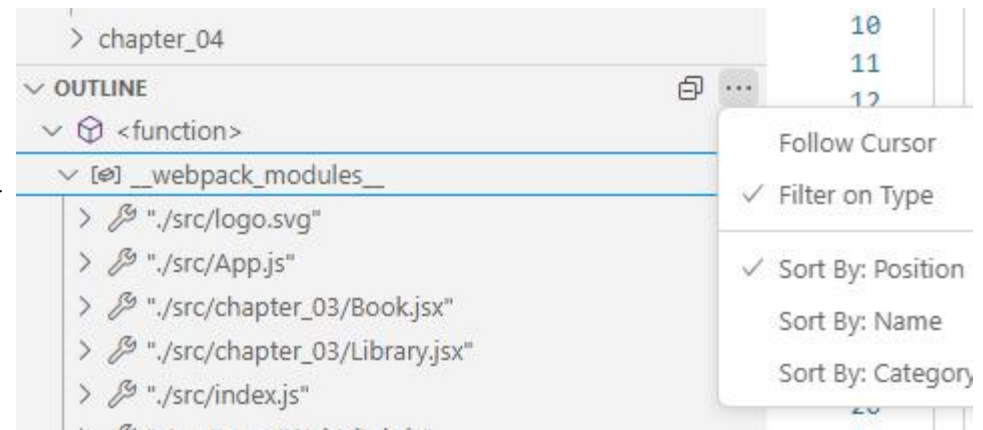 chapter_04
OUTLINE
<function>
__webpack_modules__
"./src/logo.svg"
"./src/App.js"
"./src/chapter_03/Book.jsx"
"./src/chapter_03/Library.jsx"
"./src/index.js"
10
11
12
Follow Cursor
Filter on Type
Sort By: Position
Sort By: Name
Sort By: Category